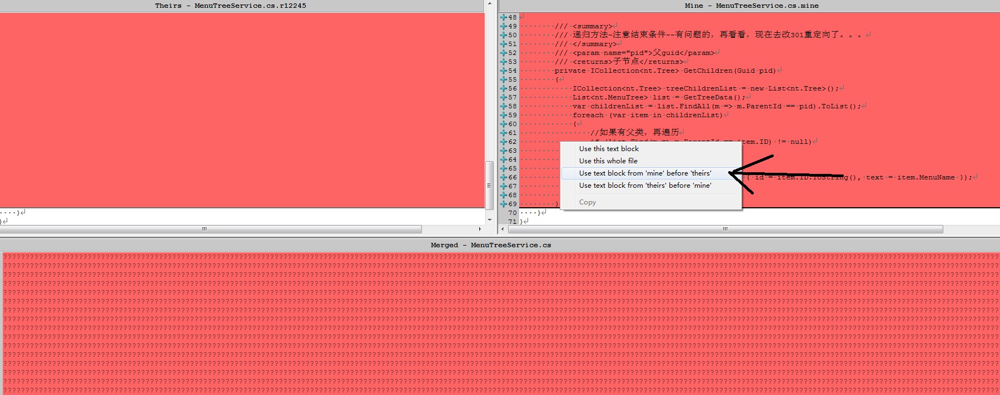 Theirs - MenuTreeService.cs.r12245
}
}
Mine - MenuTreeService.cs.mine
48
49 /// <summary>
50 /// 递归方法~注意结束条件~~有问题的，再看看，现在去改301重定向了。。。
51 /// </summary>
52 /// <param name="pid">父guid</param>
53 /// <returns>子节点</returns>
54 private ICollection<nt.Tree> GetChildren(Guid pid)
55 {
56 ICollection<nt.Tree> treeChildrenList = new List<nt.Tree>();
57 List<nt.MenuTree> list = GetTreeData();
58 var childrenList = list.FindAll(m => m.ParentId == pid).ToList();
59 foreach (var item in childrenList)
60 {
61 //如果有父类，再遍历
62 if (list.Find(m => m.ParentId == item.ID) != null)
63
64
65
66 { id = item.ID.ToString(), text = item.MenuName });
67
68
69 }
70 }
71 }
Use this text block
Use this whole file
Use text block from 'mine' before 'theirs'
Use text block from 'theirs' before 'mine'
Copy
Merged - MenuTreeService.cs